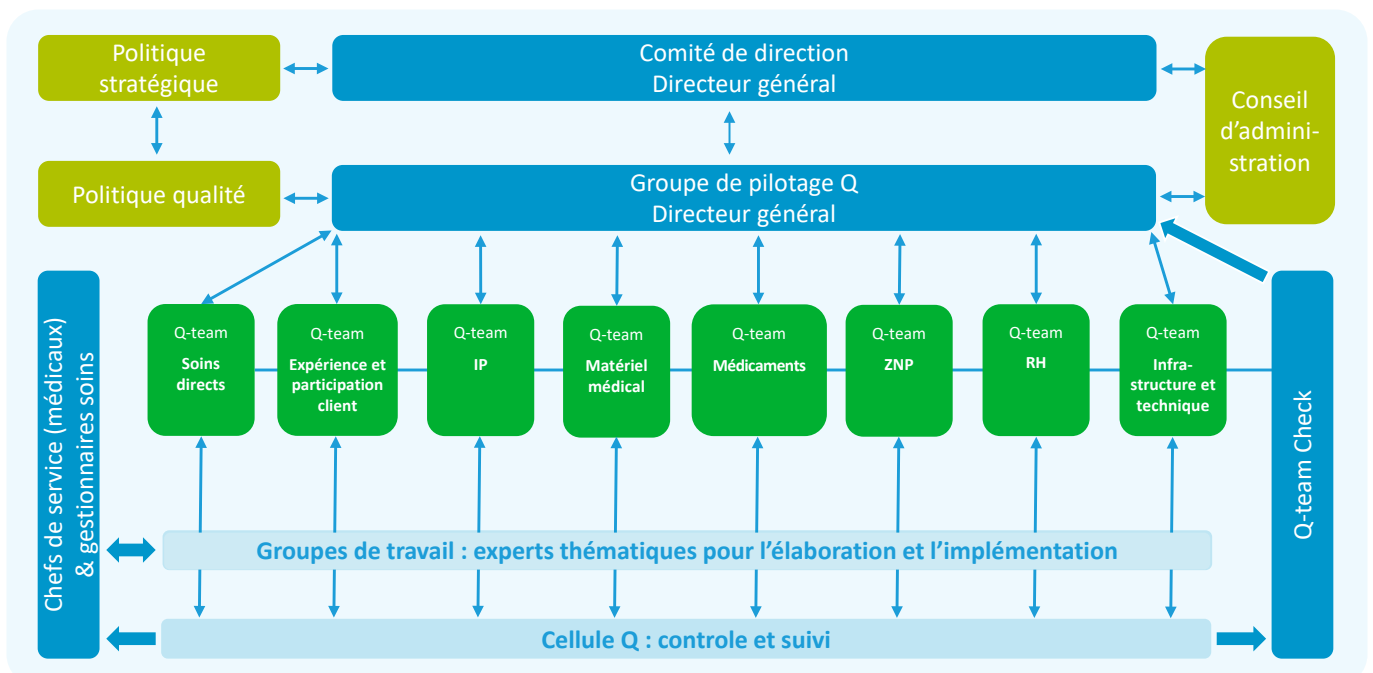 Politique
stratégique
Comité de direction
Directeur général
Conseil
d'admini-
stration
Politique qualité
Groupe de pilotage Q
Directeur général
Chefs de service (médicaux)
& gestionnaires soins
Q-team
Soins
directs
Q-team
Expérience et
participation
client
Q-team
IP
Q-team
Matériel
médical
Q-team
Médicaments
Q-team
ZNP
Q-team
RH
Q-team
Infra-
structure et
technique
Q-team Check
Groupes de travail : experts thématiques pour l'élaboration et l'implémentation
Cellule Q : controle et suivi